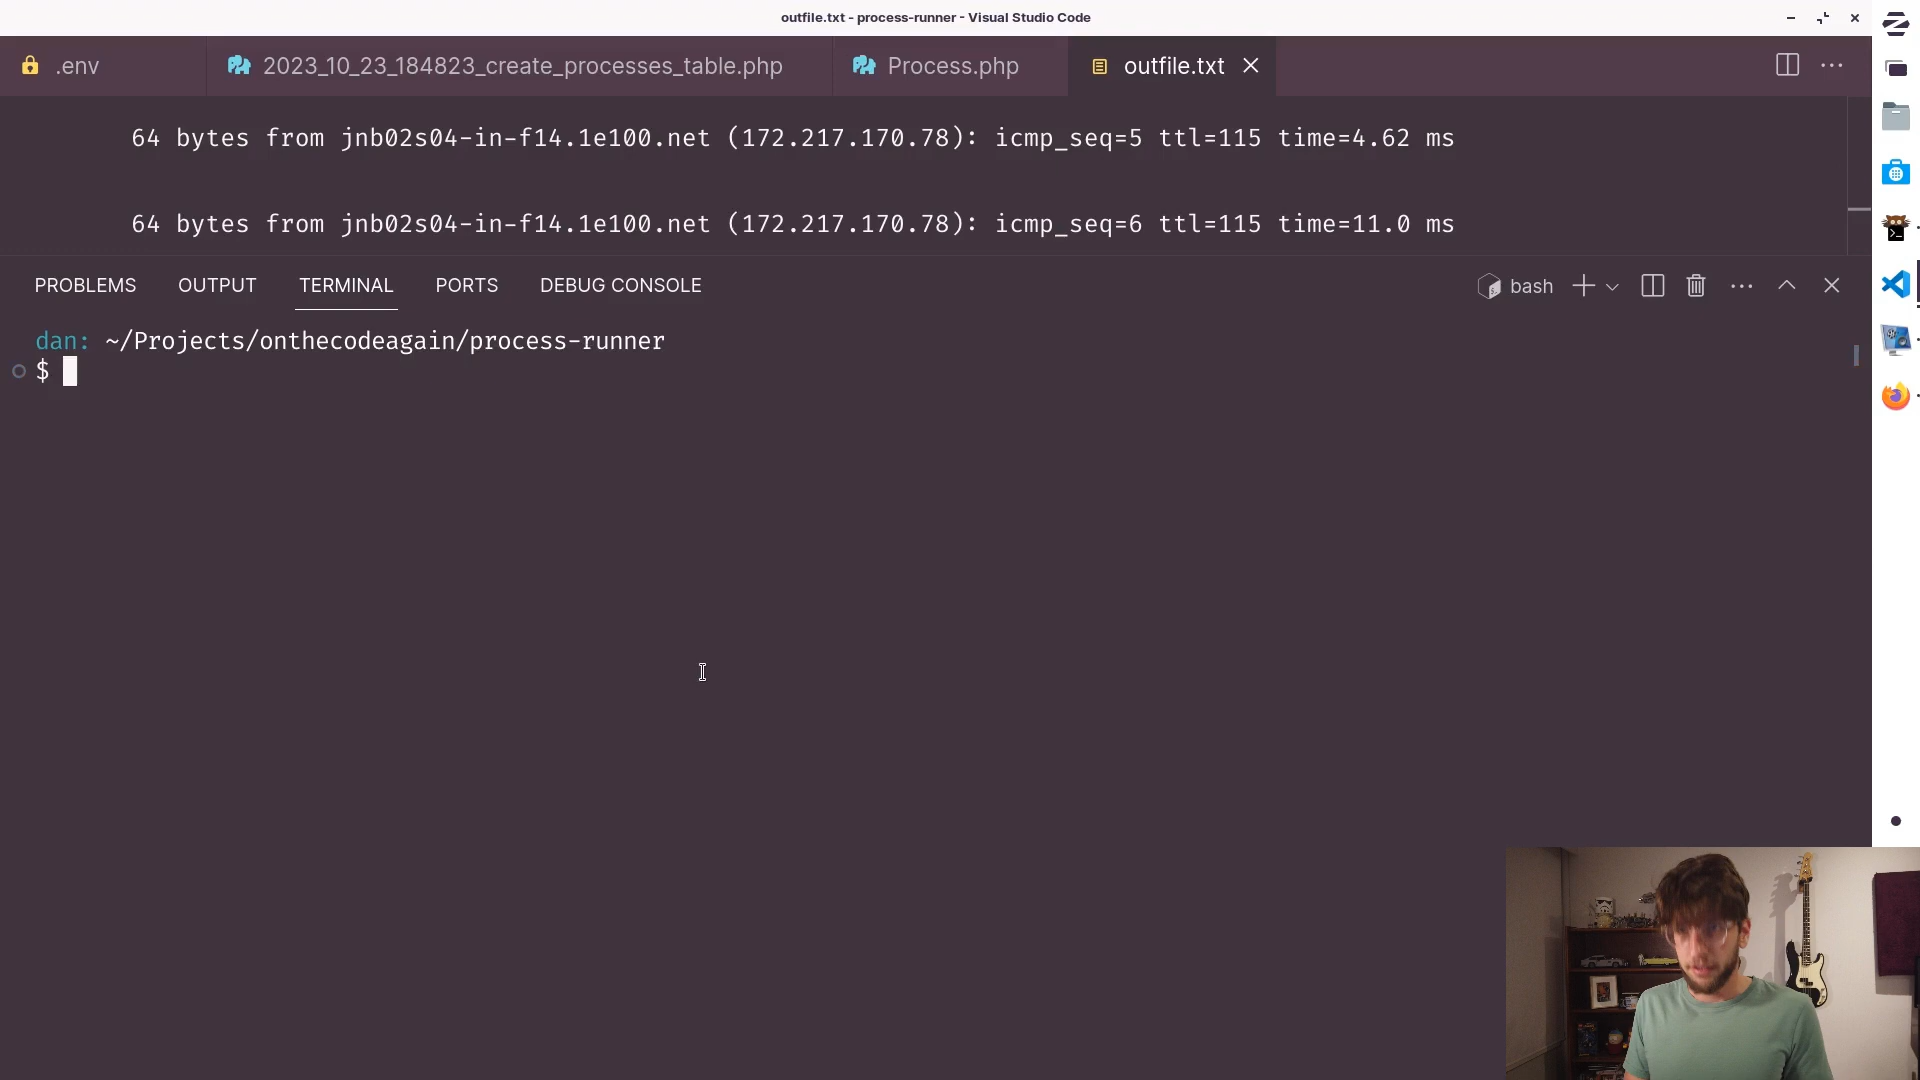 outfile.txt - process-runner - Visual Studio Code
.env
2023_10_23_184823_create_processes_table.php
Process.php
outfile.txt
64 bytes from jnb02s04-in-f14.1e100.net (172.217.170.78): icmp_seq=5 ttl=115 time=4.62 ms
64 bytes from jnb02s04-in-f14.1e100.net (172.217.170.78): icmp_seq=6 ttl=115 time=11.0 ms
PROBLEMS OUTPUT TERMINAL PORTS DEBUG CONSOLE
bash
dan: ~/Projects/onthecodeagain/process-runner
$